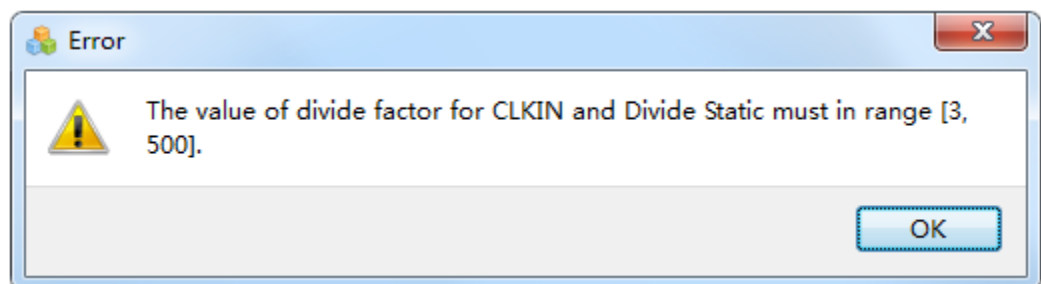 Error
The value of divide factor for CLKIN and Divide Static must in range [3,
500].
OK